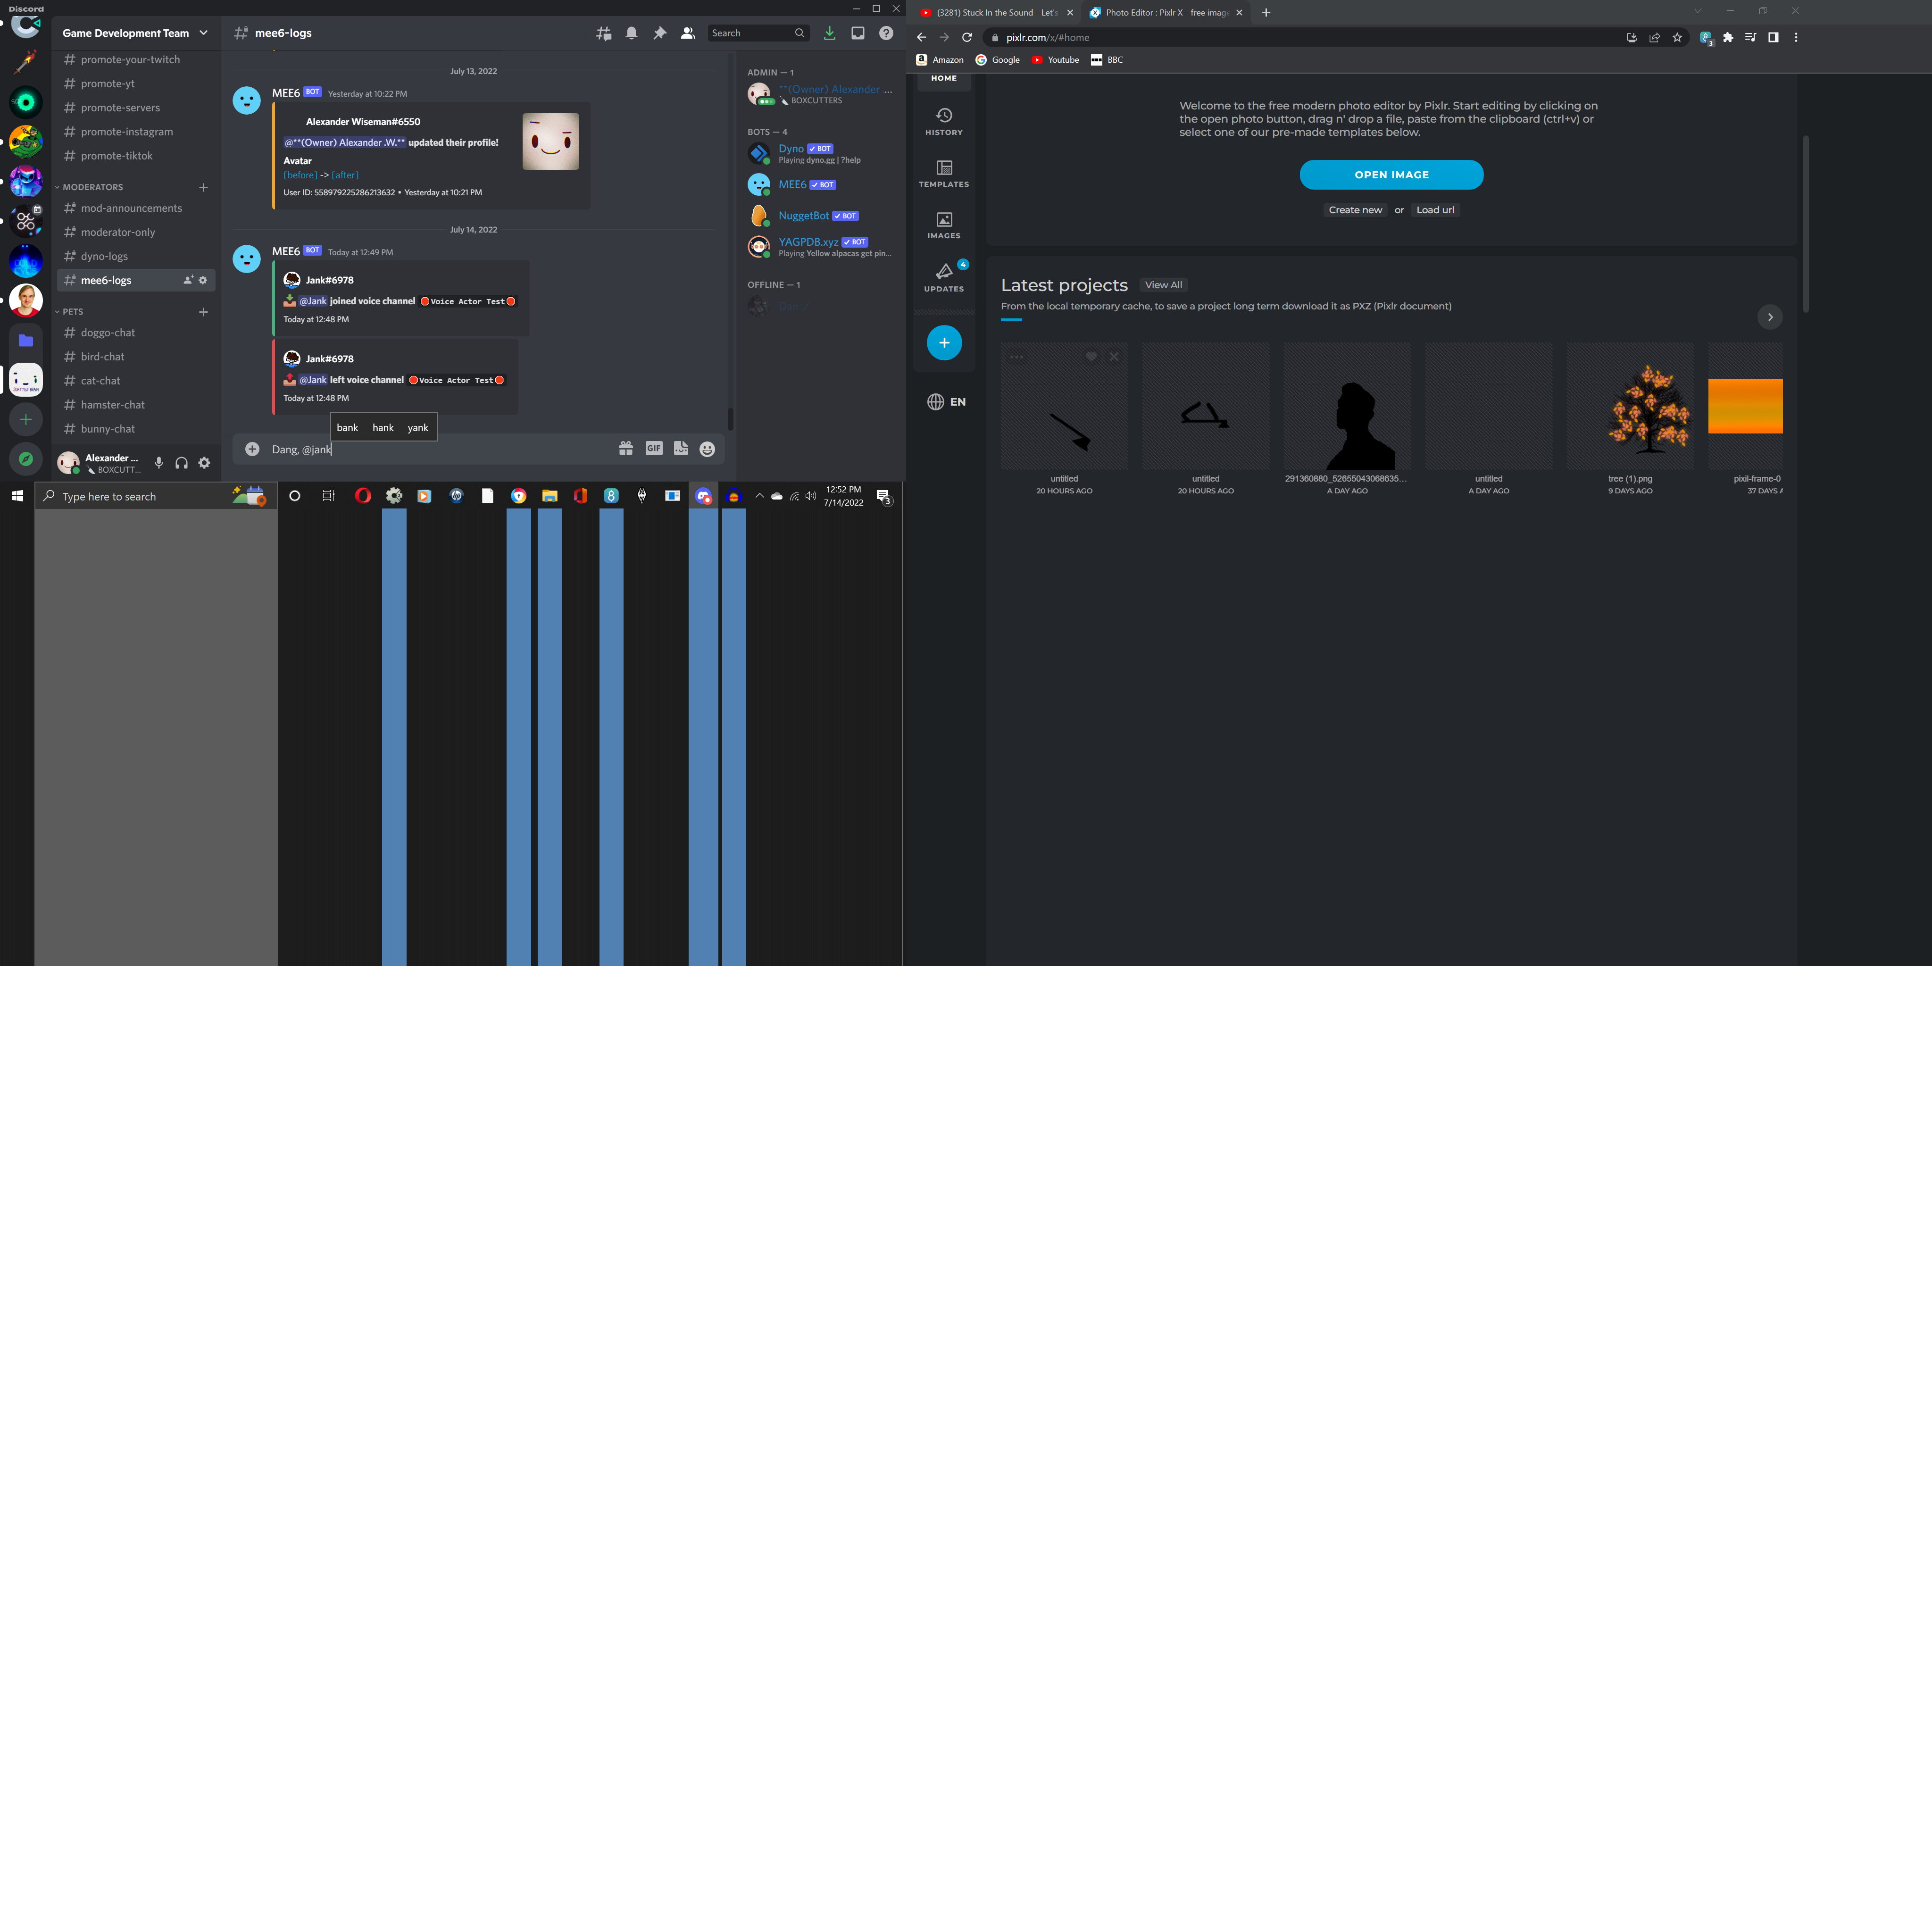 Discord
Game Development Team
promote-your-twitch
promote-yt
promote-servers
promote-instagram
promote-tiktok
MODERATORS
mod-announcements
moderator-only
dyno-logs
mee6-logs
PETS
doggo-chat
bird-chat
cat-chat
hamster-chat
bunny-chat
Alexander ...
BOXCUTT...
mee6-logs
Search
July 13, 2022
MEE6 BOT Yesterday at 10:22 PM
Alexander Wiseman#6550
@**(Owner) Alexander .W.** updated their profile!
Avatar
[before] -> [after]
User ID: 558979225286213632 • Yesterday at 10:21 PM
July 14, 2022
MEE6 BOT Today at 12:49 PM
Jank#6978
@Jank joined voice channel Voice Actor Test
Today at 12:48 PM
Jank#6978
@Jank left voice channel Voice Actor Test
Today at 12:48 PM
bank hank yank
Dang, @jank
GIF
ADMIN — 1
**(Owner) Alexander ...
BOXCUTTERS
BOTS — 4
Dyno BOT
Playing dyno.gg | ?help
MEE6 BOT
NuggetBot BOT
YAGPDB.xyz BOT
Playing Yellow alpacas get pin...
OFFLINE — 1
Type here to search
12:52 PM
7/14/2022
3
(3281) Stuck In the Sound - Let's
Photo Editor : Pixlr X - free imag
pixlr.com/x/#home
3
Amazon Google Youtube BBC
HOME
HISTORY
TEMPLATES
IMAGES
4
UPDATES
EN
Welcome to the free modern photo editor by Pixlr. Start editing by clicking on
the open photo button, drag n' drop a file, paste from the clipboard (ctrl+v) or
select one of our pre-made templates below.
OPEN IMAGE
Create new or Load url
Latest projects View All
From the local temporary cache, to save a project long term download it as PXZ (Pixlr document)
untitled
20 HOURS AGO
untitled
20 HOURS AGO
291360880_52655043068635...
A DAY AGO
untitled
A DAY AGO
tree (1).png
9 DAYS AGO
pixil-frame-0
37 DAYS A